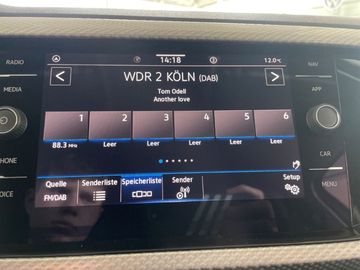 RADIO
MEDIA
PHONE
VOICE
14:18
12.0°C
WDR 2 KÖLN (DAB)
Tom Odell
Another love
1 2 3 4 5 6
88.3 MHz Leer Leer Leer Leer Leer
Quelle Senderliste Speicherliste Sender Setup
FM/DAB
NAV
APP
CAR
MENU